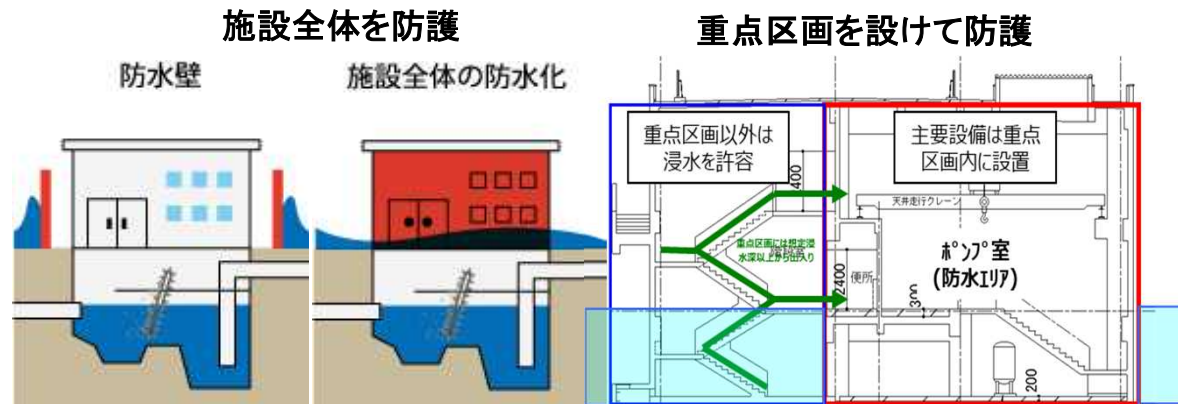 施設全体を防護
重点区画を設けて防護
防水壁
施設全体の防水化
重点区画以外は
浸水を許容
主要設備は重点
区画内に設置
400
天井走行クレーン
重点区画には想定浸
水深以上から出入り
ﾎﾟﾝﾌﾟ室
(防水ｴﾘｱ)
便所
2400
300
200